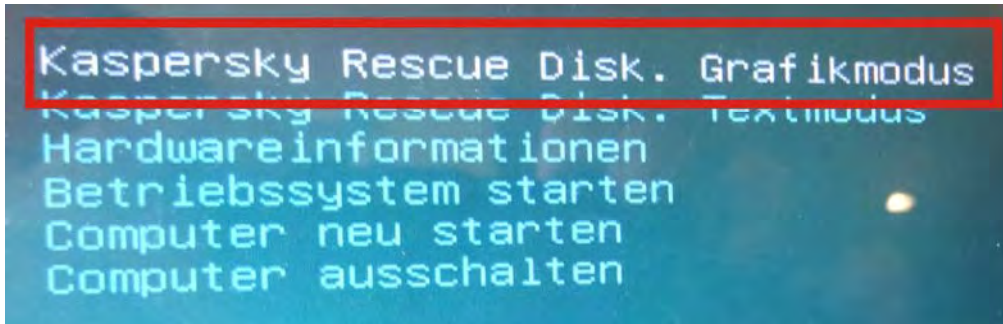 Kaspersky Rescue Disk. Grafikmodus
Kaspersky Rescue Disk. Textmodus
Hardwareinformationen
Betriebssystem starten
Computer neu starten
Computer ausschalten